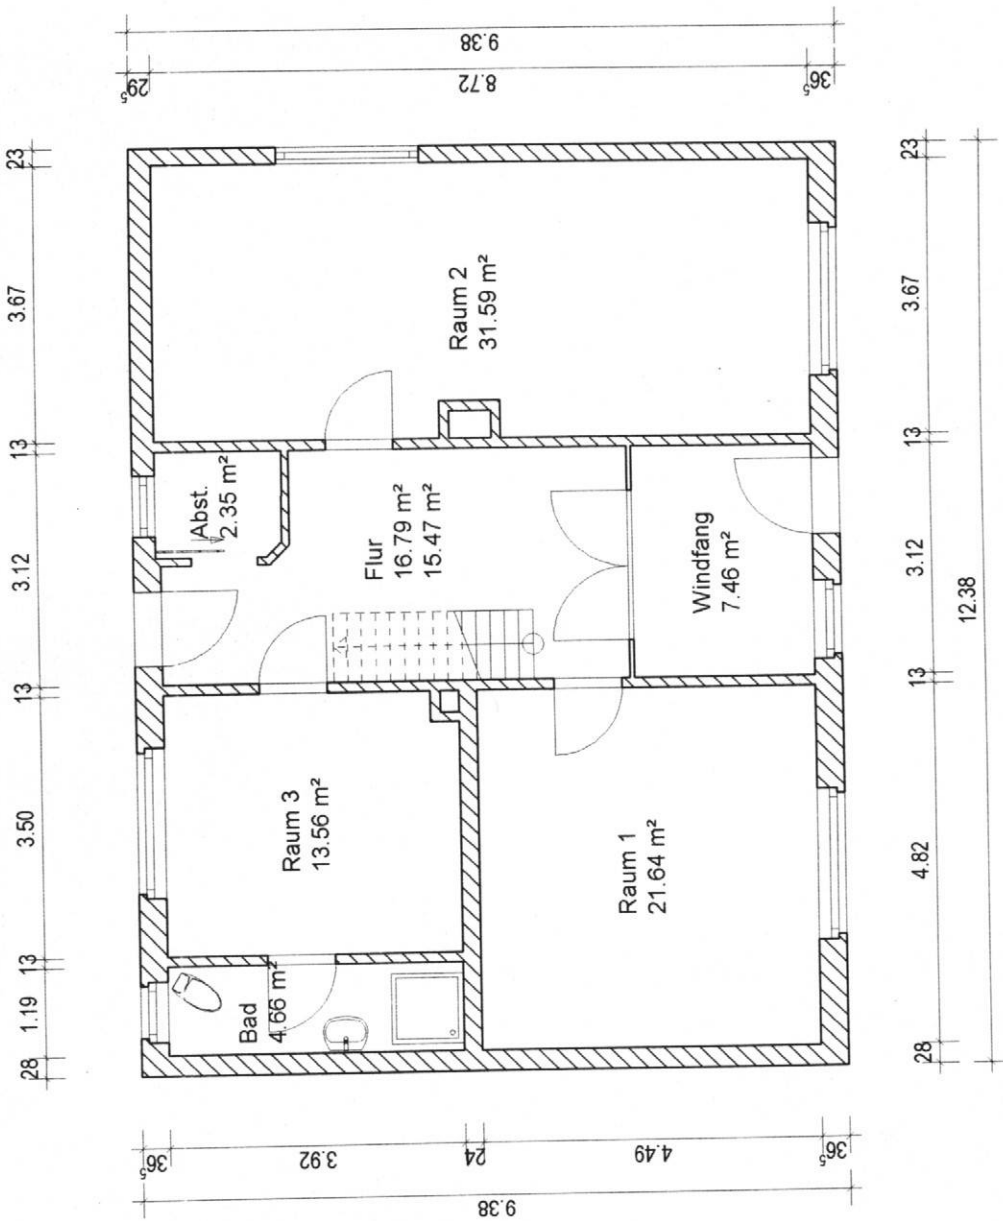 9.38
29⁵
8.72
36⁵
23
3.67
13
3.12
13
3.50
13
1.19
28
23
3.67
13
3.12
13
4.82
28
12.38
Raum 2
31.59 m²
Abst.
2.35 m²
Flur
16.79 m²
15.47 m²
Windfang
7.46 m²
Raum 3
13.56 m²
Raum 1
21.64 m²
Bad
4.66 m²
36⁵
3.92
24
4.49
36⁵
9.38